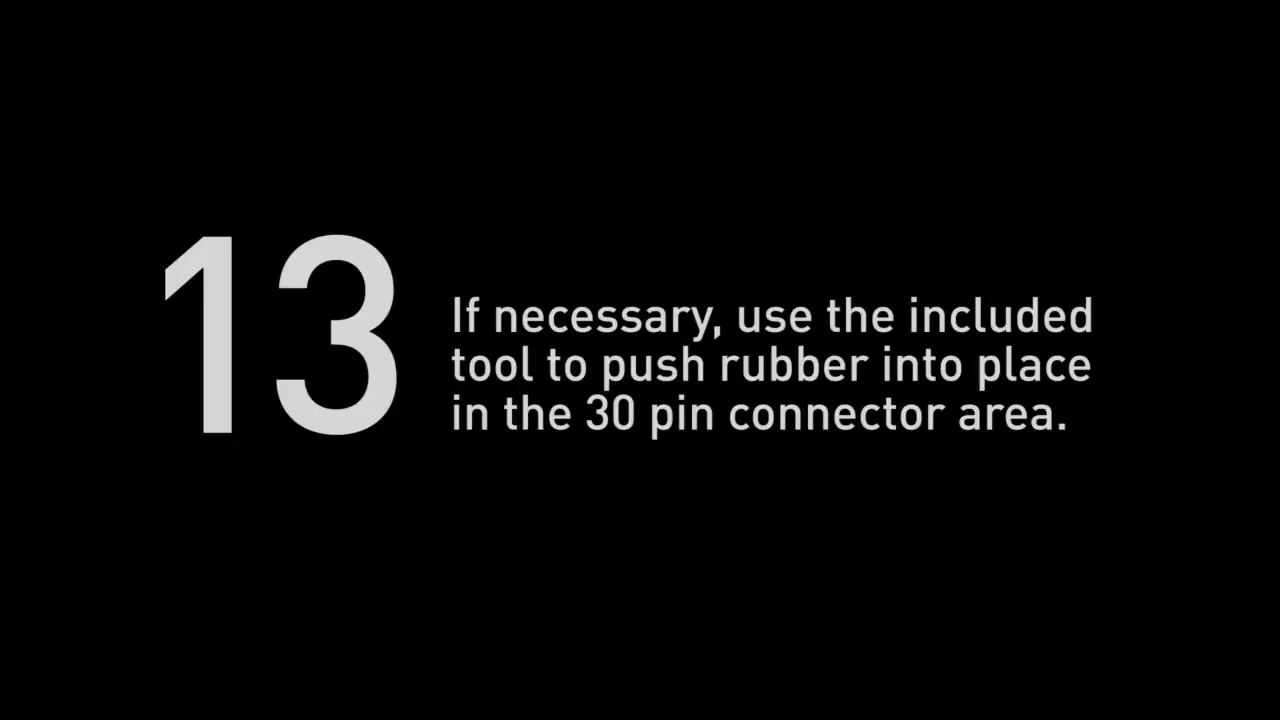 13
If necessary, use the included
tool to push rubber into place
in the 30 pin connector area.